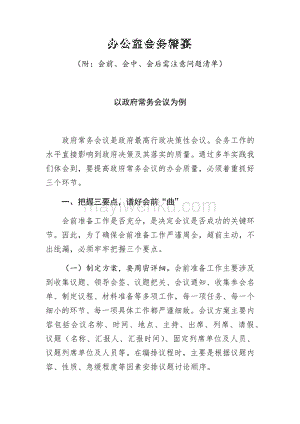 办公室会务精要
（附：会前、会中、会后需注意问题清单）
以政府常务会议为例
政府常务会议是政府最高行政决策性会议。会务工作的
水平直接影响到政府决策及其落实的质量。通过多年实践我
们体会到，要提高政府常务会议的办会质量，必须着重抓好
三个环节。
一、把握三要点，谱好会前“曲”
会前准备工作是否充分，是决定会议是否成功的关键环
节。因此，为了确保会前准备工作严谨周全，超前主动，不
出纰漏，必须牢牢把握三个要点。
（一）制定方案，要周密详细。会前准备工作主要涉及
到收集议题、领导会签、议题把关、会议通知、收集参会名
单、制定议程、材料准备等多项工作。每一项任务、每一个
细小的环节、每一项具体工作都严谨细致。会议方案主要内
容包括会议名称、时间、地点、主持、出席、列席、请假、
议题（名称、汇报人、汇报时间）、固定列席单位及人员、
议题列席单位及人员等。在编排议程时，主要是根据议题内
容、性质、急缓程度等因素安排议题讨论顺序。